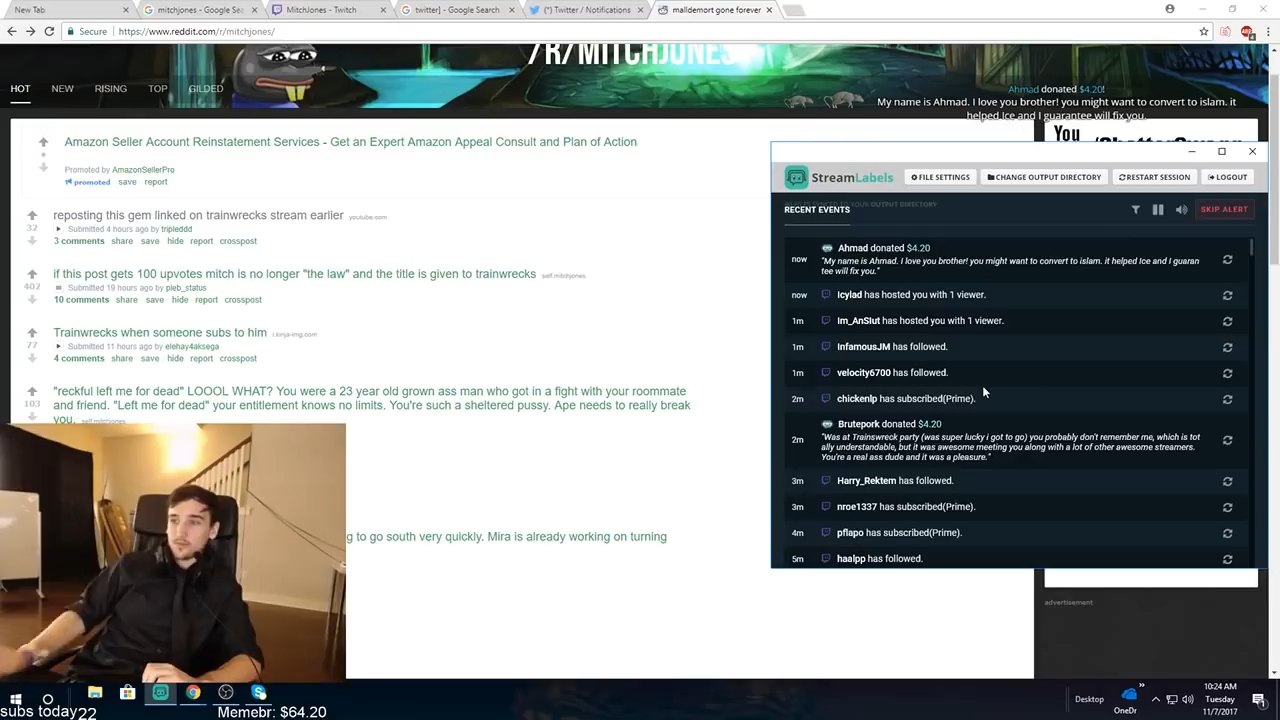 New Tab
mitchjones - Google Sea
MitchJones - Twitch
twitter] - Google Search
(*) Twitter / Notifications
malldemort gone forever
Secure
https://www.reddit.com/r/mitchjones/
/R/MITCHJONES
HOT
NEW
RISING
TOP
GILDED
Ahmad donated $4.20!
My name is Ahmad. I love you brother! you might want to convert to islam. it
helped Ice and I guarantee will fix you.
You
Amazon Seller Account Reinstatement Services - Get an Expert Amazon Appeal Consult and Plan of Action
Promoted by AmazonSellerPro
promoted save report
reposting this gem linked on trainwrecks stream earlier youtube.com
32
Submitted 4 hours ago by tripleddd
3 comments share save hide report crosspost
if this post gets 100 upvotes mitch is no longer "the law" and the title is given to trainwrecks self.mitchjones
402
Submitted 19 hours ago by pleb_status
10 comments share save hide report crosspost
Trainwrecks when someone subs to him i.kinja-img.com
77
Submitted 11 hours ago by elehay4aksega
4 comments share save hide report crosspost
"reckful left me for dead" LOOOL WHAT? You were a 23 year old grown ass man who got in a fight with your roommate
103
and friend. "Left me for dead" your entitlement knows no limits. You're such a sheltered pussy. Ape needs to really break
you. self.mitchjones
g to go south very quickly. Mira is already working on turning
StreamLabels
FILE SETTINGS
CHANGE OUTPUT DIRECTORY
RESTART SESSION
LOGOUT
RECENT EVENTS
SKIP ALERT
now
Ahmad donated $4.20
"My name is Ahmad. I love you brother! you might want to convert to islam. it helped Ice and I guaran
tee will fix you."
now
Icylad has hosted you with 1 viewer.
1m
Im_AnSlut has hosted you with 1 viewer.
1m
InfamousJM has followed.
1m
velocity6700 has followed.
2m
chickenlp has subscribed(Prime).
2m
Brutepork donated $4.20
"Was at Trainswreck party (was super lucky i got to go) you probably don't remember me, which is tot
ally understandable, but it was awesome meeting you along with a lot of other awesome streamers.
You're a real ass dude and it was a pleasure."
3m
Harry_Rektem has followed.
3m
nroe1337 has subscribed(Prime).
4m
pflapo has subscribed(Prime).
5m
haalpp has followed.
advertisement
subs today22
Memebr: $64.20
Desktop
OneDr
10:24 AM
Tuesday
11/7/2017